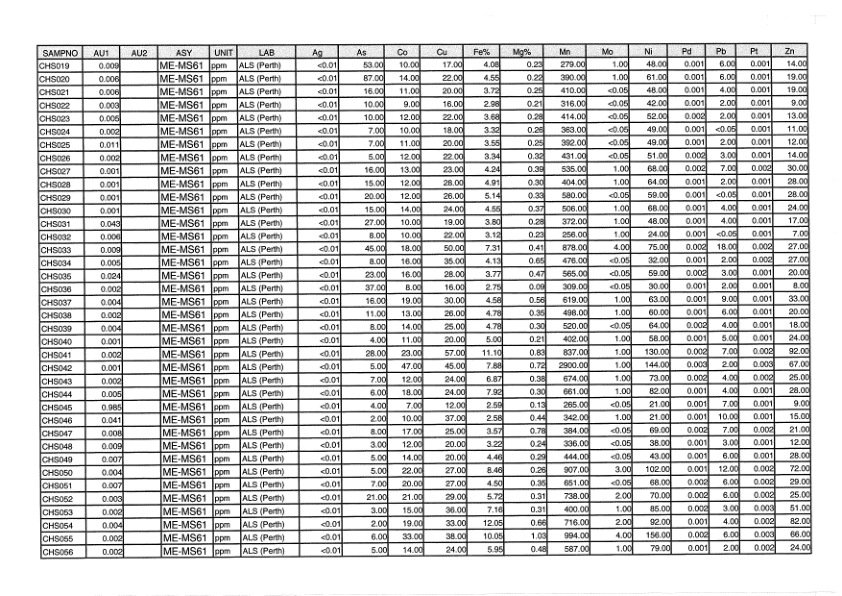 SAMPNO AU1 AU2 ASY UNIT LAB Ag As Co Cu Fe% Mg% Mn Mo Ni Pd Pb Pt Zn
CHS019 0.009 ME-MS61 ppm ALS (Perth) <0.01 53.00 10.00 17.00 4.08 0.23 279.00 1.00 48.00 0.001 6.00 0.001 14.00
CHS020 0.006 ME-MS61 ppm ALS (Perth) <0.01 87.00 14.00 22.00 4.55 0.22 390.00 1.00 61.00 0.001 6.00 0.001 19.00
CHS021 0.006 ME-MS61 ppm ALS (Perth) <0.01 16.00 11.00 20.00 3.72 0.25 410.00 <0.05 48.00 0.001 4.00 0.001 19.00
CHS022 0.003 ME-MS61 ppm ALS (Perth) <0.01 10.00 9.00 16.00 2.98 0.21 316.00 <0.05 42.00 0.001 2.00 0.001 9.00
CHS023 0.005 ME-MS61 ppm ALS (Perth) <0.01 10.00 12.00 22.00 3.68 0.28 414.00 <0.05 52.00 0.002 2.00 0.001 13.00
CHS024 0.002 ME-MS61 ppm ALS (Perth) <0.01 7.00 10.00 18.00 3.32 0.26 363.00 <0.05 49.00 0.001 <0.05 0.001 11.00
CHS025 0.011 ME-MS61 ppm ALS (Perth) <0.01 7.00 11.00 20.00 3.55 0.25 392.00 <0.05 49.00 0.001 2.00 0.001 12.00
CHS026 0.002 ME-MS61 ppm ALS (Perth) <0.01 5.00 12.00 22.00 3.34 0.32 431.00 <0.05 51.00 0.002 3.00 0.001 14.00
CHS027 0.001 ME-MS61 ppm ALS (Perth) <0.01 16.00 13.00 23.00 4.24 0.39 535.00 1.00 68.00 0.002 7.00 0.002 30.00
CHS028 0.001 ME-MS61 ppm ALS (Perth) <0.01 15.00 12.00 28.00 4.91 0.30 404.00 1.00 64.00 0.001 2.00 0.001 28.00
CHS029 0.001 ME-MS61 ppm ALS (Perth) <0.01 20.00 12.00 26.00 5.14 0.33 580.00 <0.05 59.00 0.001 <0.05 0.001 28.00
CHS030 0.001 ME-MS61 ppm ALS (Perth) <0.01 15.00 14.00 24.00 4.55 0.37 506.00 1.00 68.00 0.001 4.00 0.001 24.00
CHS031 0.043 ME-MS61 ppm ALS (Perth) <0.01 27.00 10.00 19.00 3.80 0.28 372.00 1.00 48.00 0.001 4.00 0.001 17.00
CHS032 0.006 ME-MS61 ppm ALS (Perth) <0.01 8.00 10.00 22.00 3.12 0.23 256.00 1.00 24.00 0.001 <0.05 0.001 7.00
CHS033 0.009 ME-MS61 ppm ALS (Perth) <0.01 45.00 18.00 50.00 7.31 0.41 878.00 4.00 75.00 0.002 18.00 0.002 27.00
CHS034 0.005 ME-MS61 ppm ALS (Perth) <0.01 8.00 16.00 35.00 4.13 0.65 476.00 <0.05 32.00 0.001 2.00 0.002 27.00
CHS035 0.024 ME-MS61 ppm ALS (Perth) <0.01 23.00 16.00 28.00 3.77 0.47 565.00 <0.05 59.00 0.002 3.00 0.001 20.00
CHS036 0.002 ME-MS61 ppm ALS (Perth) <0.01 37.00 8.00 16.00 2.75 0.09 309.00 <0.05 30.00 0.001 2.00 0.001 8.00
CHS037 0.004 ME-MS61 ppm ALS (Perth) <0.01 16.00 19.00 30.00 4.58 0.56 619.00 1.00 63.00 0.001 9.00 0.001 33.00
CHS038 0.002 ME-MS61 ppm ALS (Perth) <0.01 11.00 13.00 26.00 4.78 0.35 498.00 1.00 60.00 0.001 6.00 0.001 20.00
CHS039 0.004 ME-MS61 ppm ALS (Perth) <0.01 8.00 14.00 25.00 4.78 0.30 520.00 <0.05 64.00 0.002 4.00 0.001 18.00
CHS040 0.001 ME-MS61 ppm ALS (Perth) <0.01 4.00 11.00 20.00 5.00 0.21 402.00 1.00 58.00 0.001 5.00 0.001 24.00
CHS041 0.002 ME-MS61 ppm ALS (Perth) <0.01 28.00 23.00 57.00 11.10 0.83 837.00 1.00 130.00 0.002 7.00 0.002 92.00
CHS042 0.001 ME-MS61 ppm ALS (Perth) <0.01 5.00 47.00 45.00 7.88 0.72 2900.00 1.00 144.00 0.003 2.00 0.003 67.00
CHS043 0.002 ME-MS61 ppm ALS (Perth) <0.01 7.00 12.00 24.00 6.87 0.38 674.00 1.00 73.00 0.002 4.00 0.002 25.00
CHS044 0.005 ME-MS61 ppm ALS (Perth) <0.01 6.00 18.00 24.00 7.92 0.30 661.00 1.00 82.00 0.001 4.00 0.001 28.00
CHS045 0.985 ME-MS61 ppm ALS (Perth) <0.01 4.00 7.00 12.00 2.59 0.13 265.00 <0.05 21.00 0.001 7.00 0.001 9.00
CHS046 0.041 ME-MS61 ppm ALS (Perth) <0.01 2.00 10.00 37.00 2.58 0.44 342.00 1.00 21.00 0.001 10.00 0.001 15.00
CHS047 0.008 ME-MS61 ppm ALS (Perth) <0.01 8.00 17.00 25.00 3.57 0.78 384.00 <0.05 69.00 0.002 7.00 0.002 21.00
CHS048 0.009 ME-MS61 ppm ALS (Perth) <0.01 3.00 12.00 20.00 3.22 0.24 336.00 <0.05 38.00 0.001 3.00 0.001 12.00
CHS049 0.007 ME-MS61 ppm ALS (Perth) <0.01 5.00 14.00 20.00 4.46 0.29 444.00 <0.05 43.00 0.001 6.00 0.001 28.00
CHS050 0.004 ME-MS61 ppm ALS (Perth) <0.01 5.00 22.00 27.00 8.46 0.26 907.00 3.00 102.00 0.001 12.00 0.002 72.00
CHS051 0.007 ME-MS61 ppm ALS (Perth) <0.01 7.00 20.00 27.00 4.50 0.35 651.00 <0.05 68.00 0.002 6.00 0.002 29.00
CHS052 0.003 ME-MS61 ppm ALS (Perth) <0.01 21.00 21.00 29.00 5.72 0.31 738.00 2.00 70.00 0.002 6.00 0.002 25.00
CHS053 0.002 ME-MS61 ppm ALS (Perth) <0.01 3.00 15.00 36.00 7.16 0.31 400.00 1.00 85.00 0.002 3.00 0.003 51.00
CHS054 0.004 ME-MS61 ppm ALS (Perth) <0.01 2.00 19.00 33.00 12.05 0.66 716.00 2.00 92.00 0.001 4.00 0.002 82.00
CHS055 0.002 ME-MS61 ppm ALS (Perth) <0.01 6.00 33.00 38.00 10.05 1.03 994.00 4.00 156.00 0.002 6.00 0.003 66.00
CHS056 0.002 ME-MS61 ppm ALS (Perth) <0.01 5.00 14.00 24.00 5.95 0.48 587.00 1.00 79.00 0.001 2.00 0.002 24.00